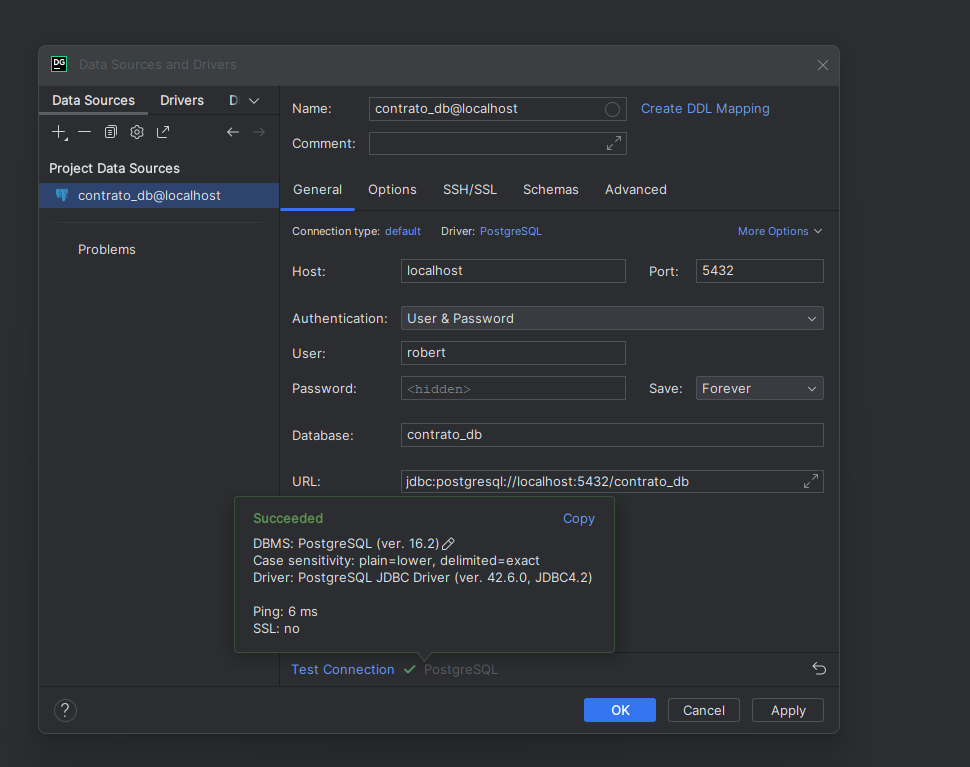 DG Data Sources and Drivers
Data Sources Drivers D
Project Data Sources
contrato_db@localhost
Problems
Name: contrato_db@localhost Create DDL Mapping
Comment:
General Options SSH/SSL Schemas Advanced
Connection type: default Driver: PostgreSQL More Options
Host: localhost Port: 5432
Authentication: User & Password
User: robert
Password: <hidden> Save: Forever
Database: contrato_db
URL: jdbc:postgresql://localhost:5432/contrato_db
Succeeded Copy
DBMS: PostgreSQL (ver. 16.2)
Case sensitivity: plain=lower, delimited=exact
Driver: PostgreSQL JDBC Driver (ver. 42.6.0, JDBC4.2)
Ping: 6 ms
SSL: no
Test Connection PostgreSQL
? OK Cancel Apply